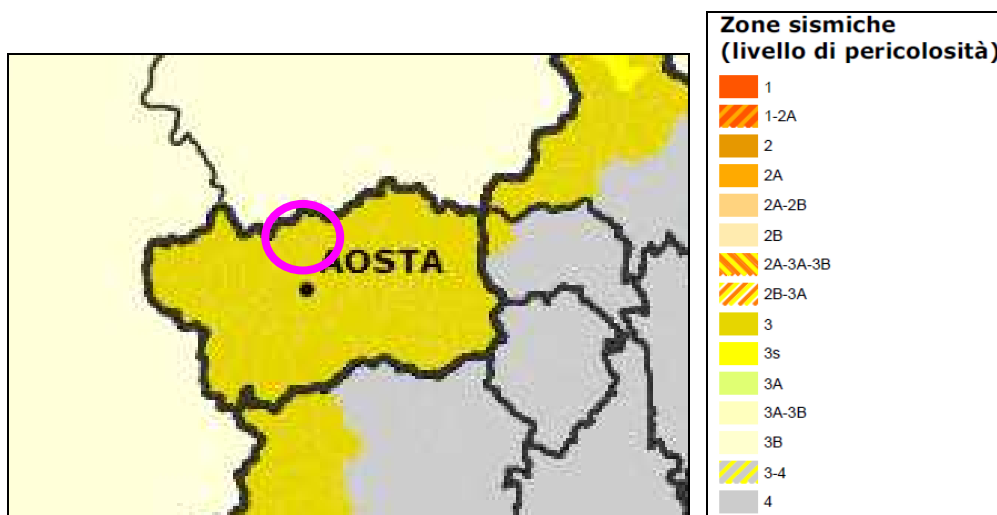 AOSTA
Zone sismiche
(livello di pericolosità)
1
1-2A
2
2A
2A-2B
2B
2A-3A-3B
2B-3A
3
3s
3A
3A-3B
3B
3-4
4